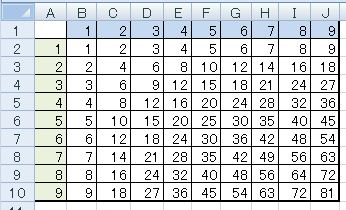 A B C D E F G H I J
1 1 2 3 4 5 6 7 8 9
2 1 1 2 3 4 5 6 7 8 9
3 2 2 4 6 8 10 12 14 16 18
4 3 3 6 9 12 15 18 21 24 27
5 4 4 8 12 16 20 24 28 32 36
6 5 5 10 15 20 25 30 35 40 45
7 6 6 12 18 24 30 36 42 48 54
8 7 7 14 21 28 35 42 49 56 63
9 8 8 16 24 32 40 48 56 64 72
10 9 9 18 27 36 45 54 63 72 81